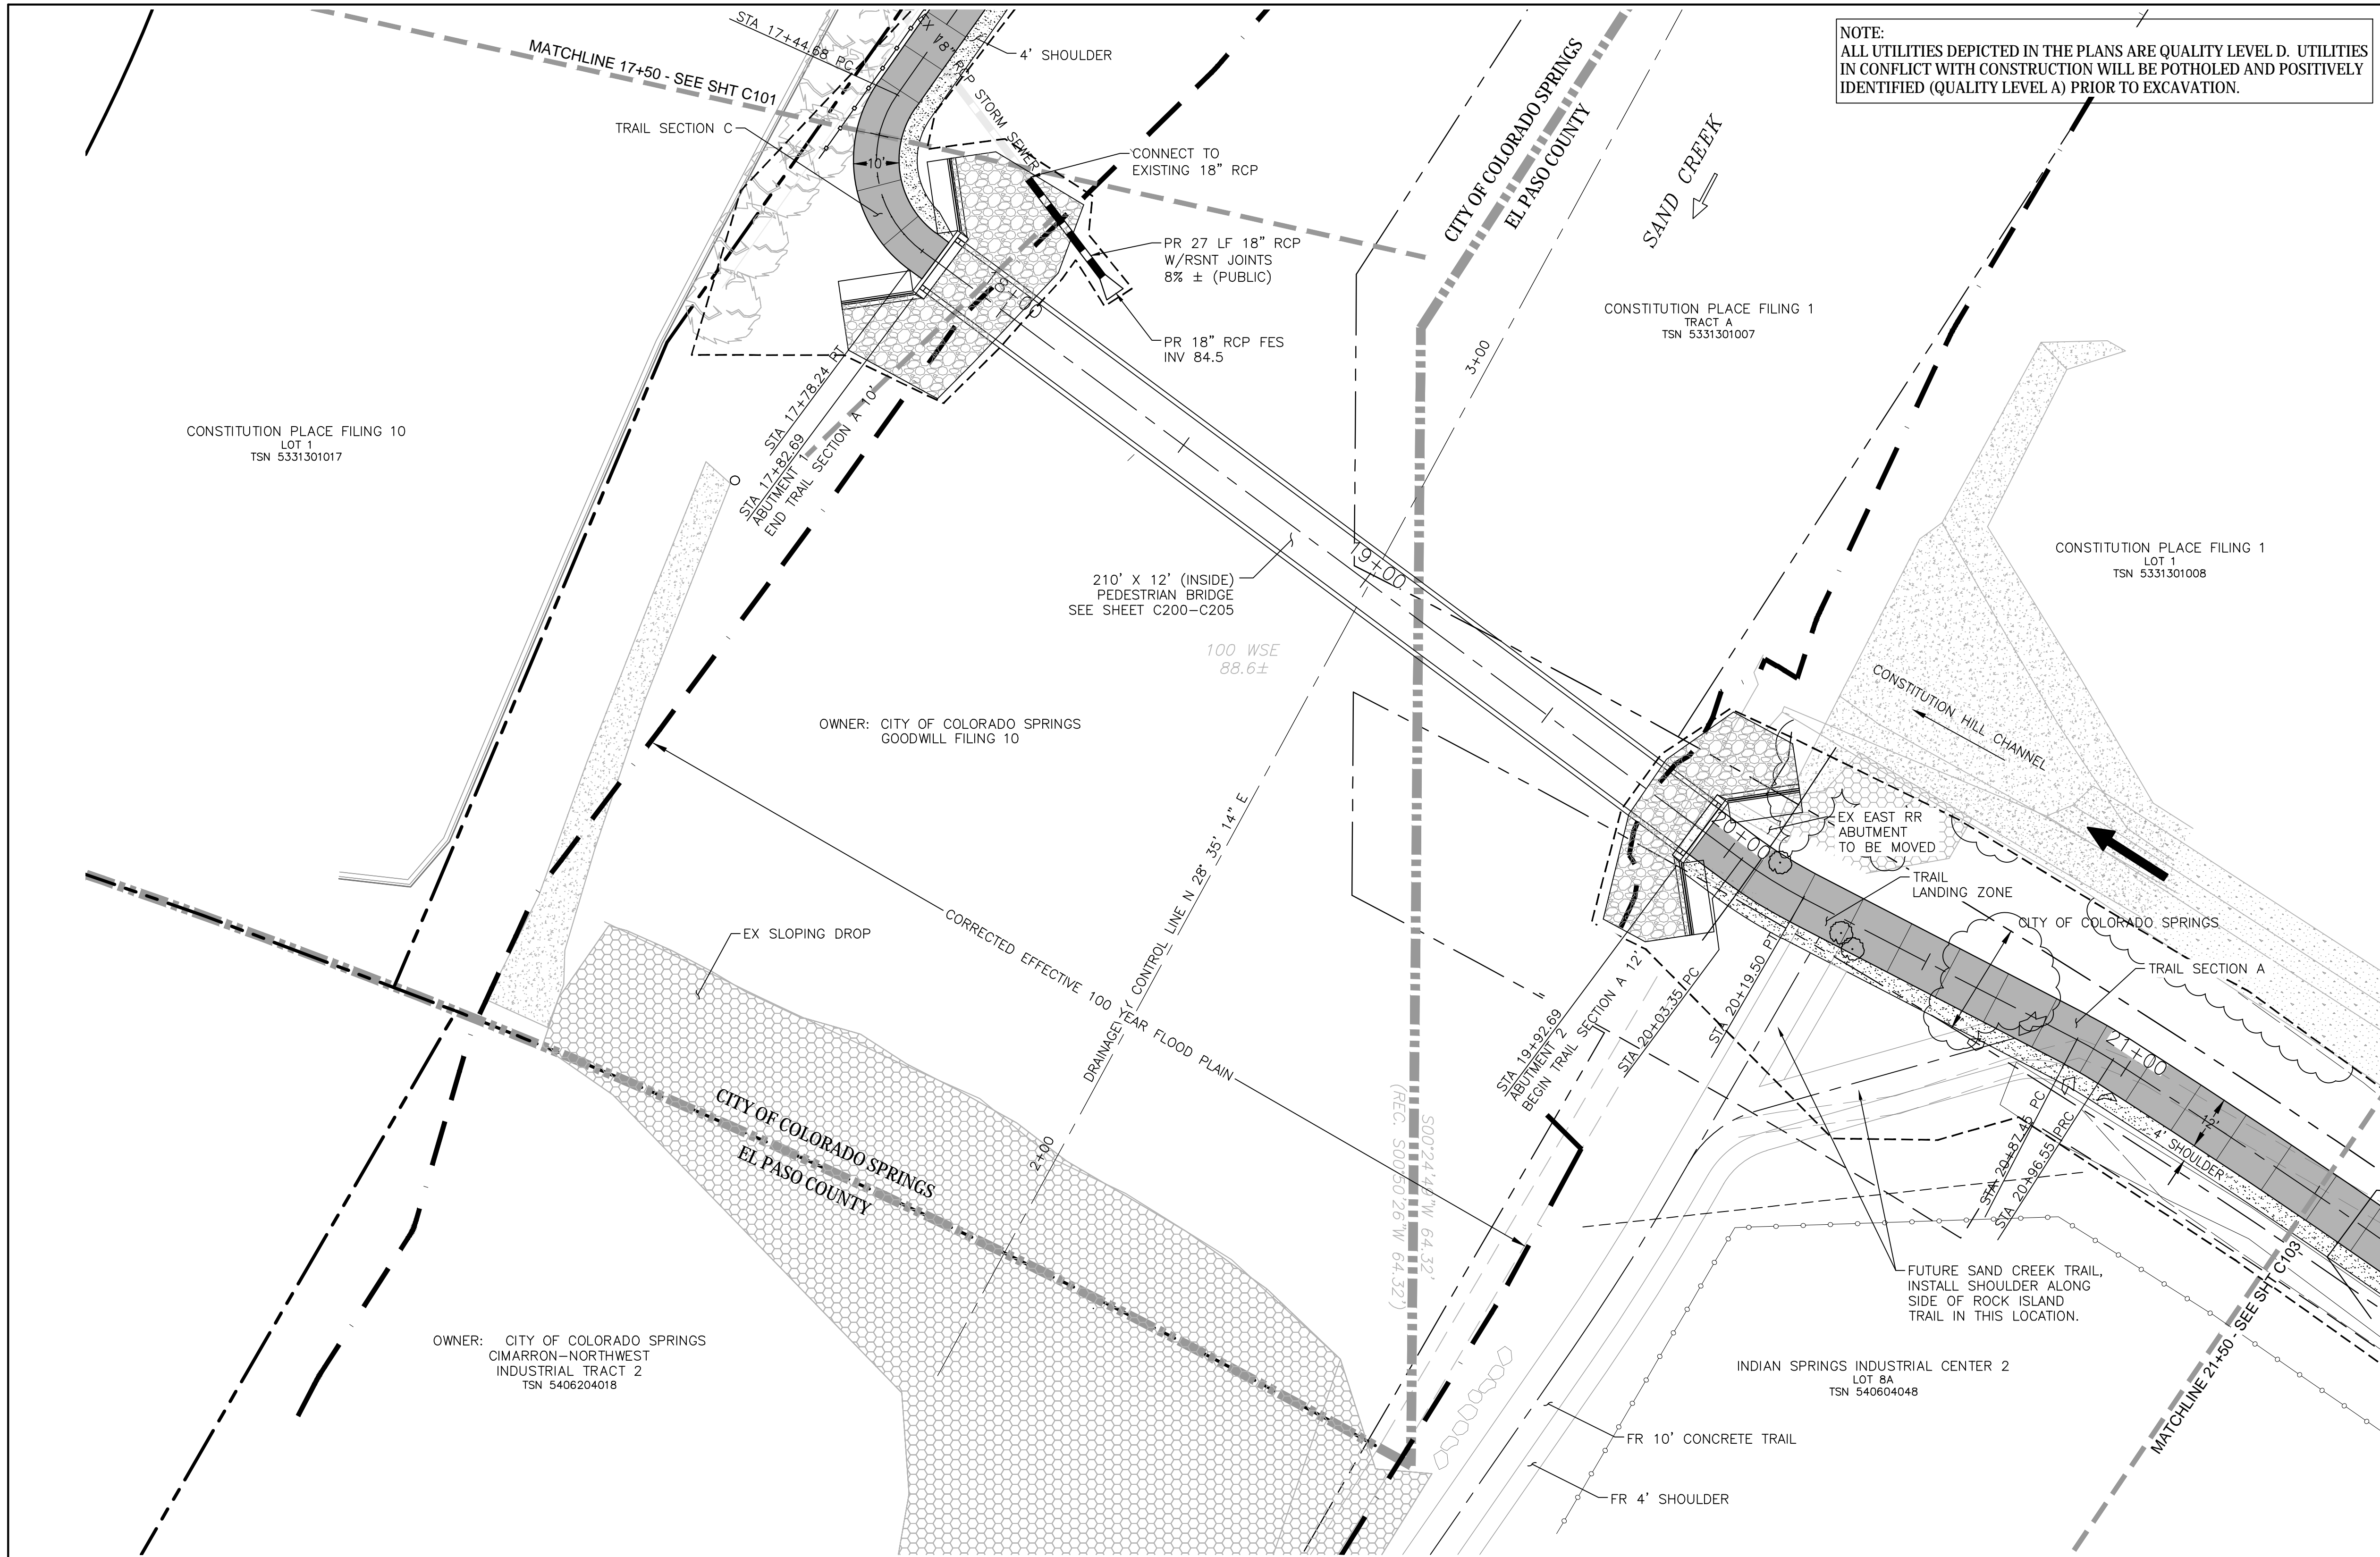 NOTE:
ALL UTILITIES DEPICTED IN THE PLANS ARE QUALITY LEVEL D. UTILITIES
IN CONFLICT WITH CONSTRUCTION WILL BE POTHOLED AND POSITIVELY
IDENTIFIED (QUALITY LEVEL A) PRIOR TO EXCAVATION.
STA 17+44.68 PC
MATCHLINE 17+50 - SEE SHT C101
TRAIL SECTION C
4' SHOULDER
EX 18" RCP STORM SEWER
10'
CONNECT TO
EXISTING 18" RCP
PR 27 LF 18" RCP
W/RSNT JOINTS
8% ± (PUBLIC)
PR 18" RCP FES
INV 84.5
18+00
CITY OF COLORADO SPRINGS
EL PASO COUNTY
SAND CREEK
CONSTITUTION PLACE FILING 1
TRACT A
TSN 5331301007
3+00
CONSTITUTION PLACE FILING 10
LOT 1
TSN 5331301017
STA 17+78.24 PT
STA 17+82.69
ABUTMENT 1
END TRAIL SECTION A 10'
CONSTITUTION PLACE FILING 1
LOT 1
TSN 5331301008
19+00
210' X 12' (INSIDE)
PEDESTRIAN BRIDGE
SEE SHEET C200-C205
100 WSE
88.6±
OWNER: CITY OF COLORADO SPRINGS
GOODWILL FILING 10
CONSTITUTION HILL CHANNEL
20+00
EX EAST RR
ABUTMENT
TO BE MOVED
TRAIL
LANDING ZONE
CITY OF COLORADO SPRINGS
TRAIL SECTION A
EX SLOPING DROP
CORRECTED EFFECTIVE 100 YEAR FLOOD PLAIN
DRAINAGEWAY CONTROL LINE N 28° 35' 14" E
STA 19+92.69
ABUTMENT 2
BEGIN TRAIL SECTION A 12'
STA 20+03.35 PC
STA 20+19.50 PT
21+00
12'
4' SHOULDER
STA 20+87.45 PC
STA 20+96.55 PRC
2+00
S00°24'49"W 64.32'
(REC. S00°50'26"W 64.32')
CITY OF COLORADO SPRINGS
EL PASO COUNTY
FUTURE SAND CREEK TRAIL,
INSTALL SHOULDER ALONG
SIDE OF ROCK ISLAND
TRAIL IN THIS LOCATION.
MATCHLINE 21+50 - SEE SHT C103
OWNER: CITY OF COLORADO SPRINGS
CIMARRON-NORTHWEST
INDUSTRIAL TRACT 2
TSN 5406204018
INDIAN SPRINGS INDUSTRIAL CENTER 2
LOT 8A
TSN 540604048
FR 10' CONCRETE TRAIL
FR 4' SHOULDER